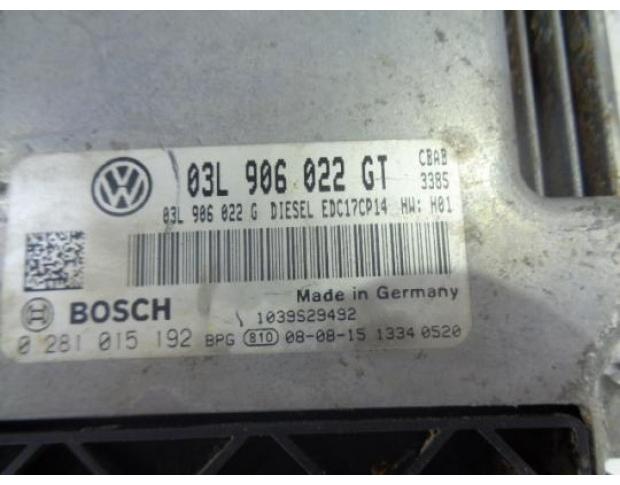 03L 906 022 GT CBAB
3385
03L 906 022 G DIESEL EDC17CP14 HW: H01
Made in Germany
BOSCH 1039S29492
0 281 015 192 BPG 810 08-08-15 1334 0520